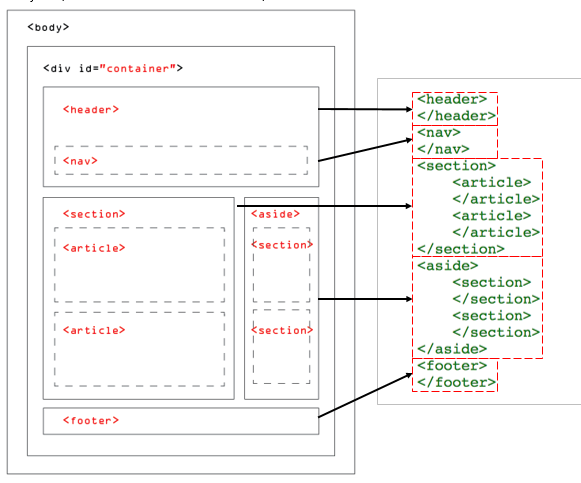 <body>
<div id="container">
<header>
<nav>
<section>
<article>
<article>
<aside>
<section>
<section>
<footer>
<header>
</header>
<nav>
</nav>
<section>
<article>
</article>
<article>
</article>
</section>
<aside>
<section>
</section>
<section>
</section>
</aside>
<footer>
</footer>